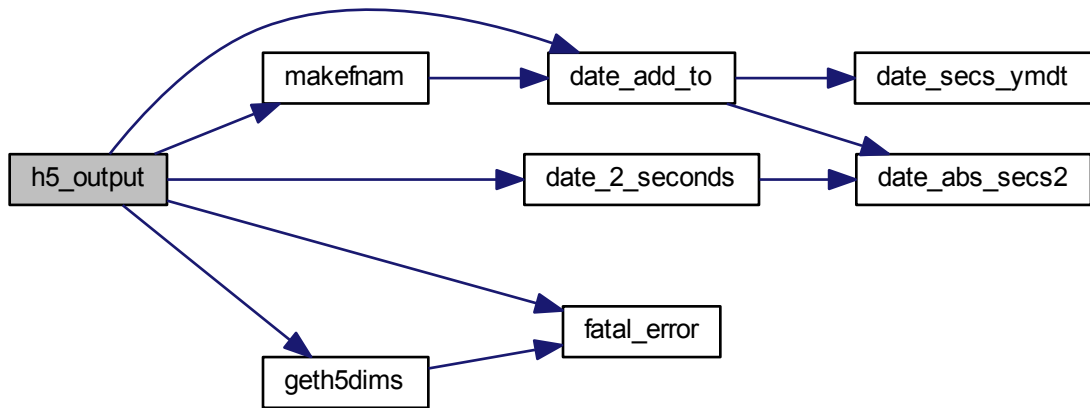 makefnam
date_add_to
date_secs_ymdt
h5_output
date_2_seconds
date_abs_secs2
fatal_error
geth5dims